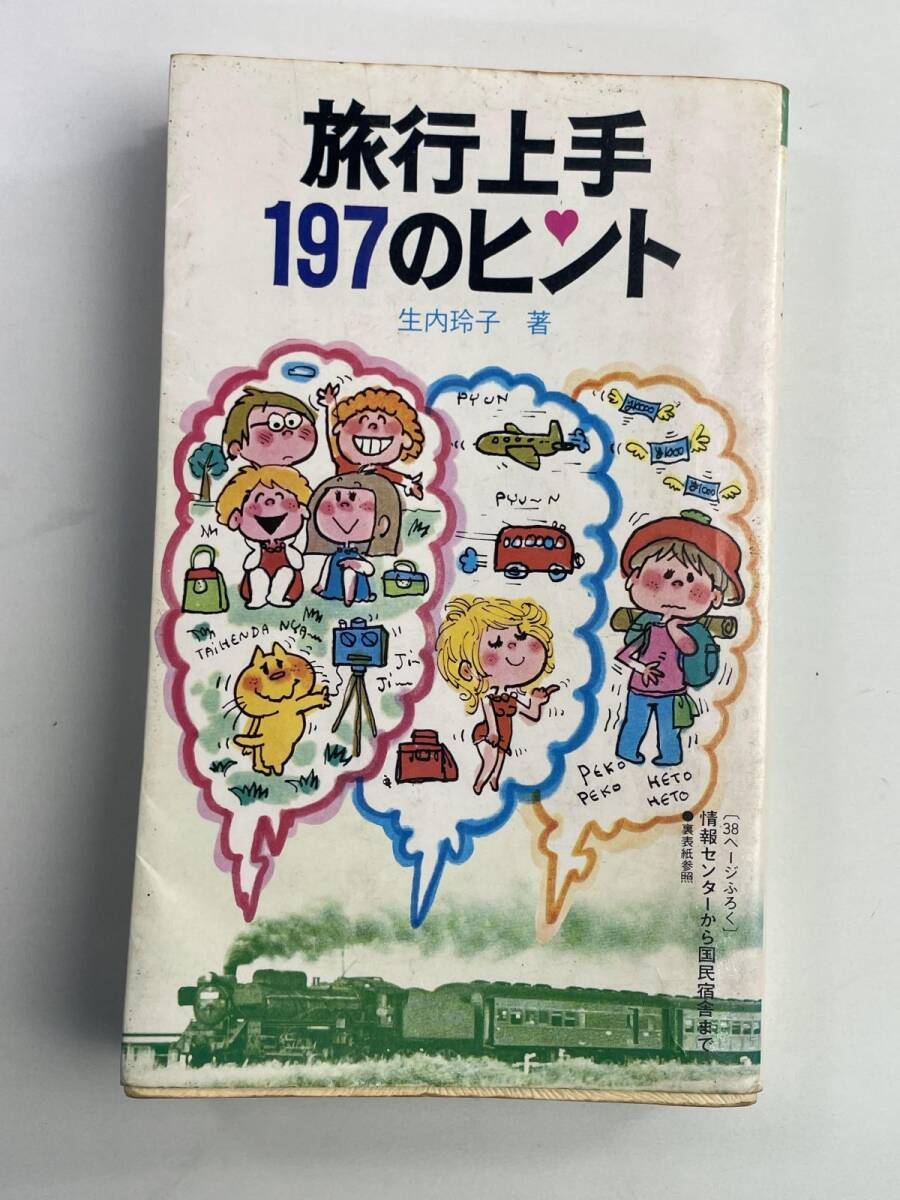 旅行上手
197のヒント
生内玲子 著
PYUN
PYU〜N
TAIHENDA NYA〜
Ji〜
Ji〜
¥1000
¥1000
PEKO
PEKO
HETO
HETO
〔38ページふろく〕
情報センターから国民宿舎まで
●裏表紙参照